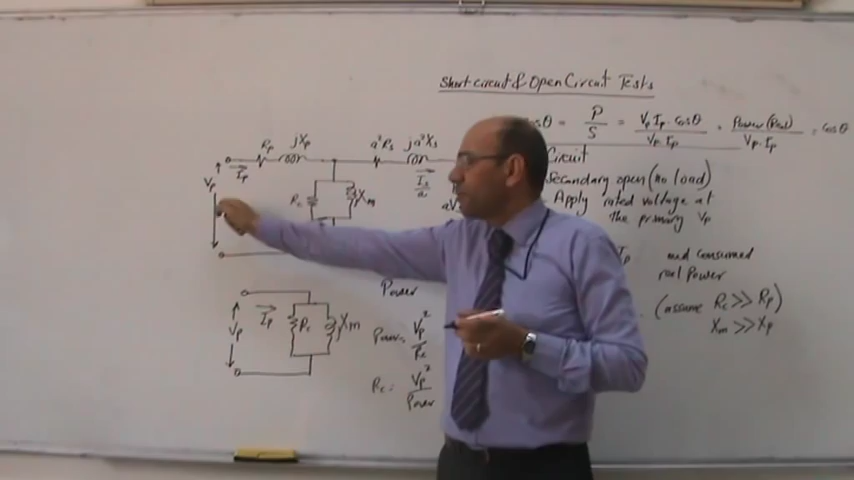 Short Circuit & Open Circuit Tests
cosθ = P/S = Vp Ip · cosθ / Vp · Ip = Power (Real) / Vp · Ip = cosθ
Circuit
Secondary open (no load)
Apply rated voltage at
the primary Vp
Ip and consumed
real Power
(assume Rc >> Rp)
Xm >> Xp
Rp jXp a²Rs ja²Xs
Ip
Vp
Rc Xm
Is/a
Power
Vp Ip Rc Xm
Power = Vp²/Rc
Rc = Vp²/Power